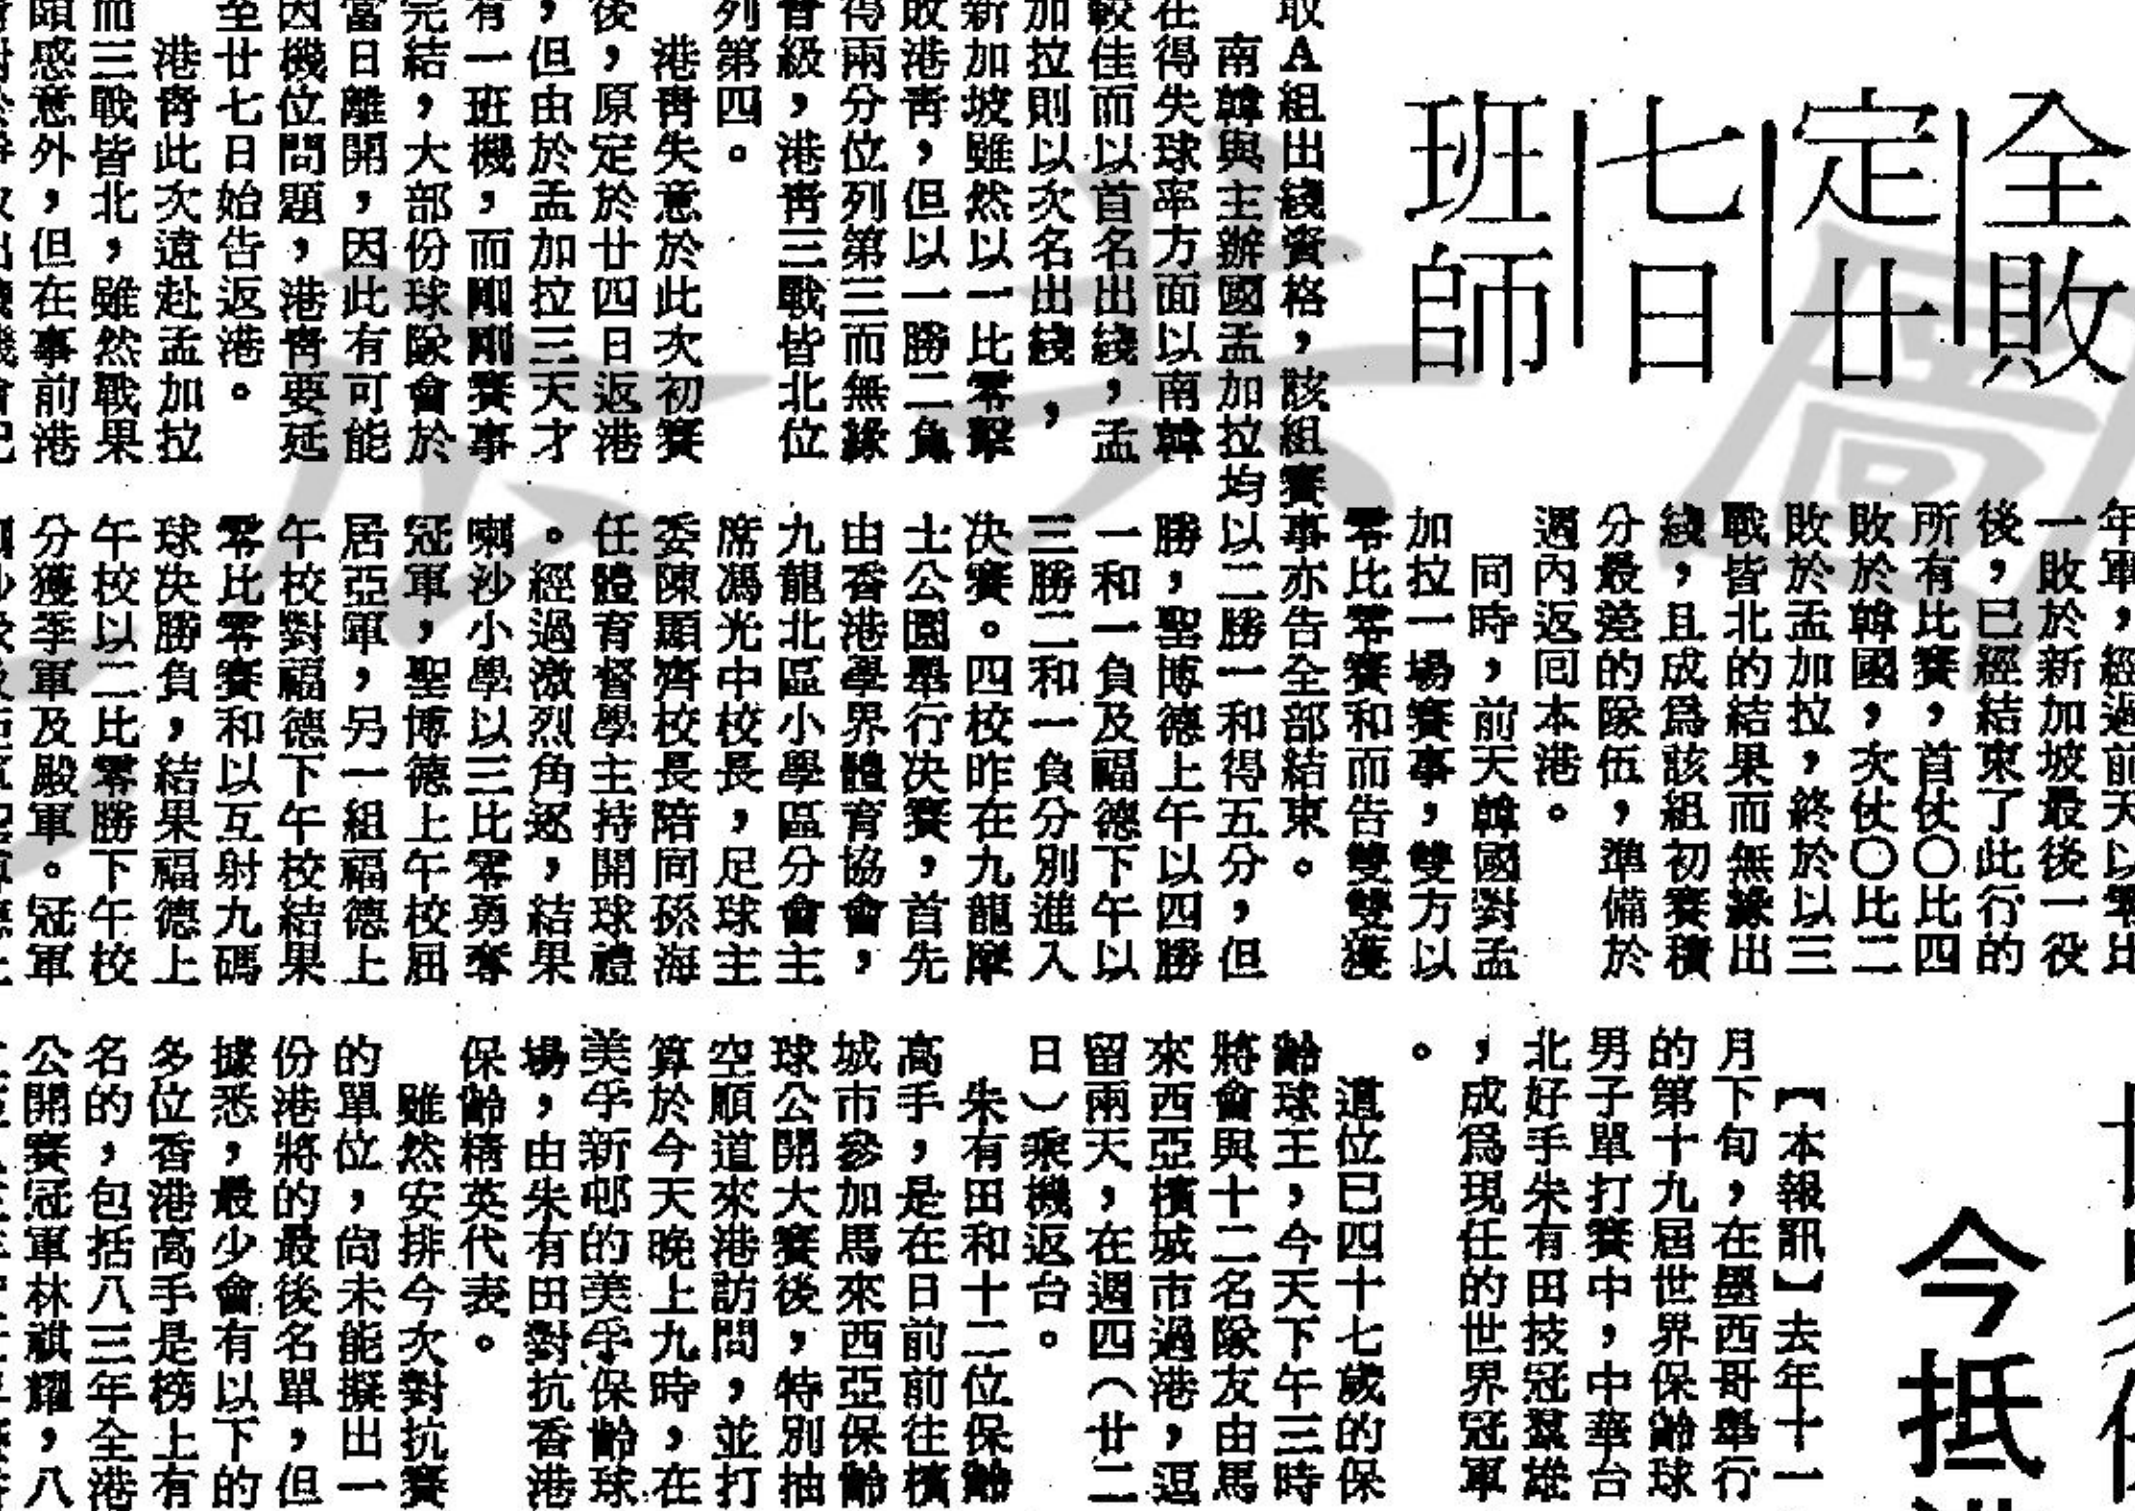 全敗
定廿
七日
班師
年軍，經過前天以零比
一敗於新加坡最後一役
後，已經結束了此行的
所有比賽，首仗〇比四
敗於韓國，次仗〇比二
敗於孟加拉，終於以三
戰皆北的結果而無緣出
綫，且成爲該組初賽積
分最差的隊伍，準備於
週內返回本港。
同時，前天韓國對孟
加拉一場賽事，雙方以
零比零賽和而告雙雙獲
取A組出綫資格，該組賽事亦告全部結束。
南韓與主辦國孟加拉均以二勝一和得五分，但
在得失球率方面以南韓
較佳而以首名出綫，孟
加拉則以次名出綫，
新加坡雖然以一比零擊
敗港青，但以一勝二負
得兩分位列第三而無緣
晉級，港青三戰皆北位
列第四。
港青失意於此次初賽
後，原定於廿四日返港
，但由於孟加拉三天才
有一班機，而剛剛賽事
完結，大部份球隊會於
當日離開，因此有可能
因機位問題，港青要延
至廿七日始告返港。
港青此次遠赴孟加拉
而三戰皆北，雖然戰果
頗感意外，但在事前港
勝，聖博德上午以四勝
一和一負及福德下午以
三勝二和一負分別進入
决賽。四校昨在九龍摩
士公園舉行决賽，首先
由香港學界體育協會，
九龍北區小學區分會主
席馮光中校長，足球主
委陳顯濟校長陪同孫海
任體育督學主持開球禮
。經過激烈角逐，結果
喇沙小學以三比零勇奪
冠軍，聖博德上午校屈
居亞軍，另一組福德上
午校對福德下午校結果
零比零賽和以互射九碼
球决勝負，結果福德上
午校以二比零勝下午校
分獲季軍及殿軍。冠軍
今抵
【本報訊】去年十一
月下旬，在墨西哥舉行
的第十九屆世界保齡球
男子單打賽中，中華台
北好手朱有田技冠羣雄
，成爲現任的世界冠軍
。
這位已四十七歲的保
齡球王，今天下午三時
將會與十二名隊友由馬
來西亞檳城市過港，逗
留兩天，在週四（廿二
日）乘機返台。
朱有田和十二位保齡
高手，是在日前前往檳
城市參加馬來西亞保齡
球公開大賽後，特別抽
空順道來港訪問，並打
算於今天晚上九時，在
美孚新邨的美孚保齡球
場，由朱有田對抗香港
保齡精英代表。
雖然安排今次對抗賽
的單位，尙未能擬出一
份港將的最後名單，但
據悉，最少會有以下的
多位香港高手是榜上有
名的，包括八三年全港
公開賽冠軍林祺耀，八